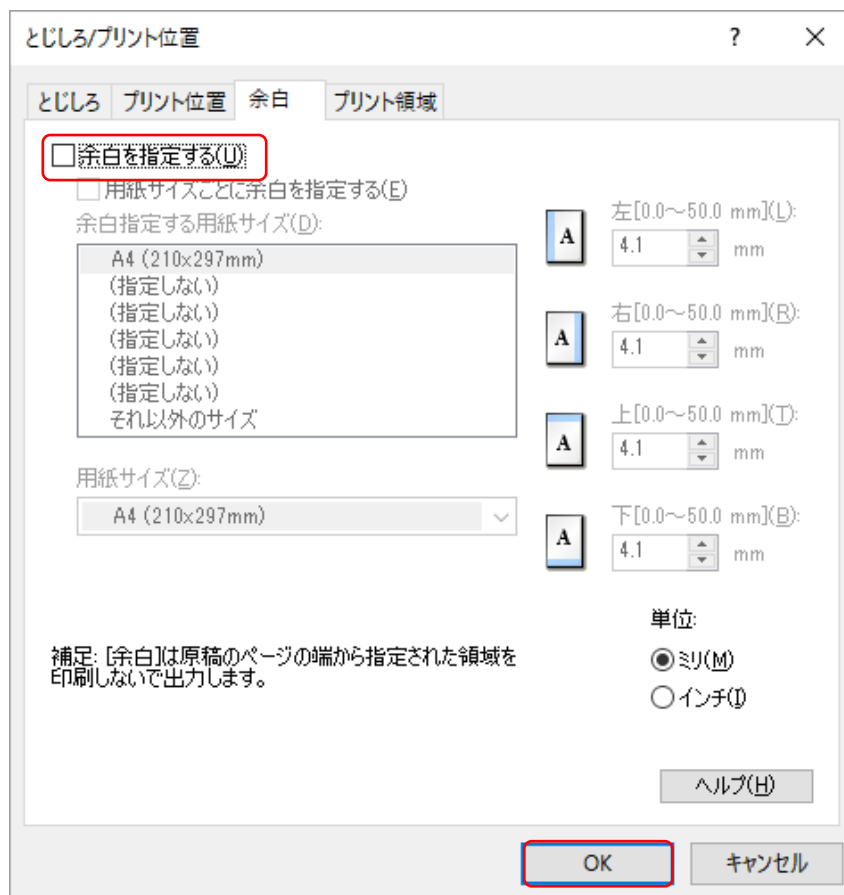 とじしろ/プリント位置
?
とじしろ プリント位置 余白 プリント領域
余白を指定する(U)
用紙サイズごとに余白を指定する(E)
余白指定する用紙サイズ(D):
A4 (210x297mm)
(指定しない)
(指定しない)
(指定しない)
(指定しない)
(指定しない)
それ以外のサイズ
用紙サイズ(Z):
A4 (210x297mm)
A
左[0.0～50.0 mm](L):
4.1 mm
A
右[0.0～50.0 mm](R):
4.1 mm
A
上[0.0～50.0 mm](T):
4.1 mm
A
下[0.0～50.0 mm](B):
4.1 mm
単位:
ミリ(M)
インチ(I)
補足: [余白]は原稿のページの端から指定された領域を
印刷しないで出力します。
ヘルプ(H)
OK キャンセル